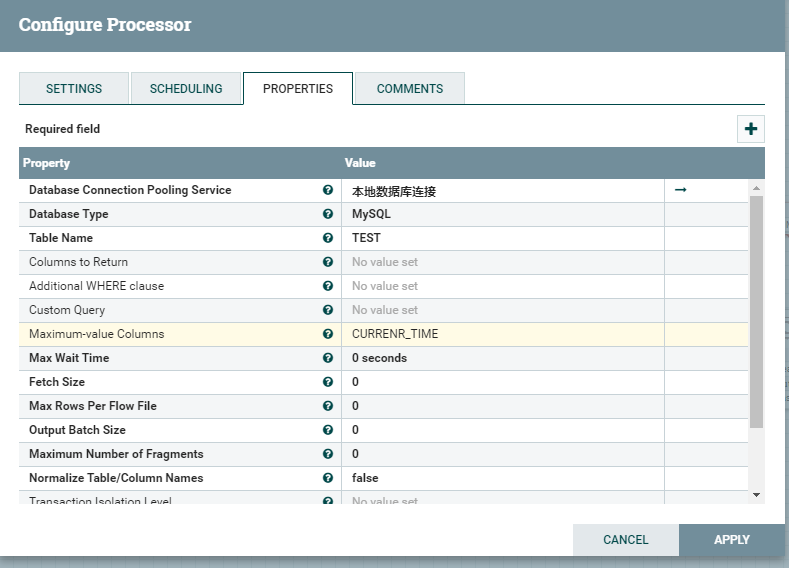 Configure Processor
SETTINGS SCHEDULING PROPERTIES COMMENTS
Required field
Property Value
Database Connection Pooling Service 本地数据库连接
Database Type MySQL
Table Name TEST
Columns to Return No value set
Additional WHERE clause No value set
Custom Query No value set
Maximum-value Columns CURRENR_TIME
Max Wait Time 0 seconds
Fetch Size 0
Max Rows Per Flow File 0
Output Batch Size 0
Maximum Number of Fragments 0
Normalize Table/Column Names false
Transaction Isolation Level No value set
CANCEL APPLY